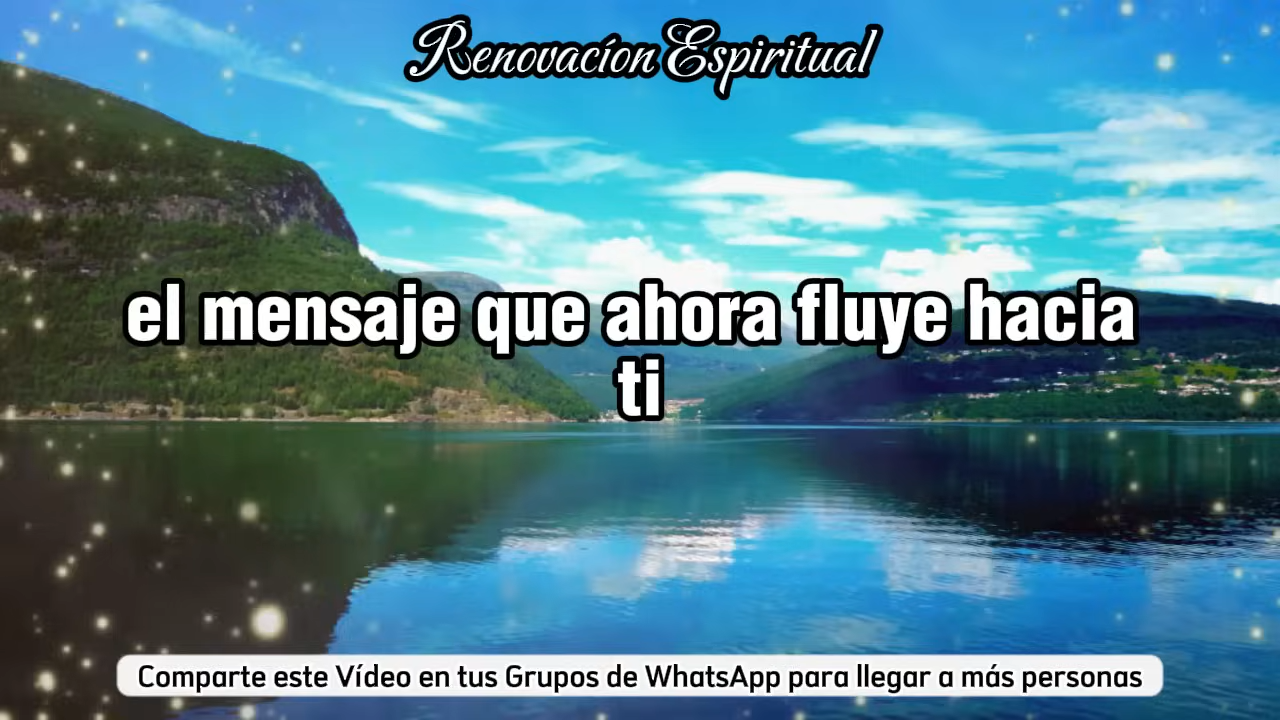 Renovacíon Espiritual
el mensaje que ahora fluye hacia
ti
Comparte este Vídeo en tus Grupos de WhatsApp para llegar a más personas